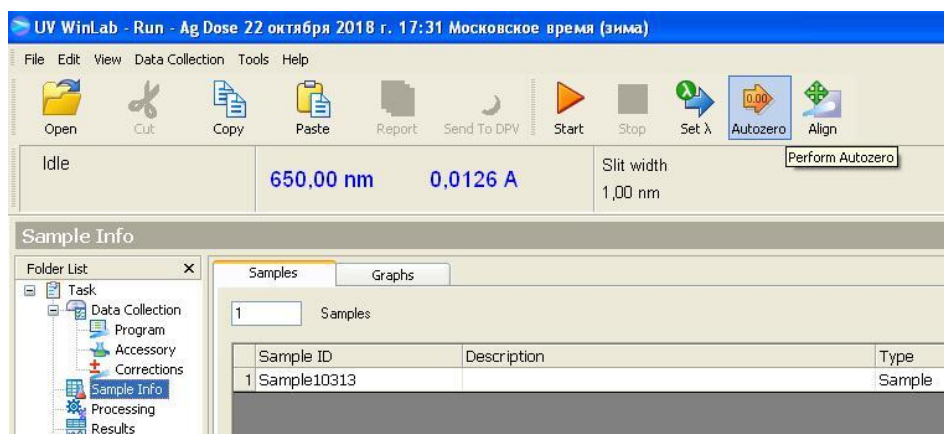 UV WinLab - Run - Ag Dose 22 октября 2018 г. 17:31 Московское время (зима)
File Edit View Data Collection Tools Help
Open Cut Copy Paste Report Send To DPV Start Stop Set λ Autozero Align
Perform Autozero
Idle
650,00 nm 0,0126 A
Slit width
1,00 nm
Sample Info
Folder List
Task
Data Collection
Program
Accessory
Corrections
Sample Info
Processing
Results
Samples Graphs
1 Samples
Sample ID Description Type
1 Sample10313 Sample